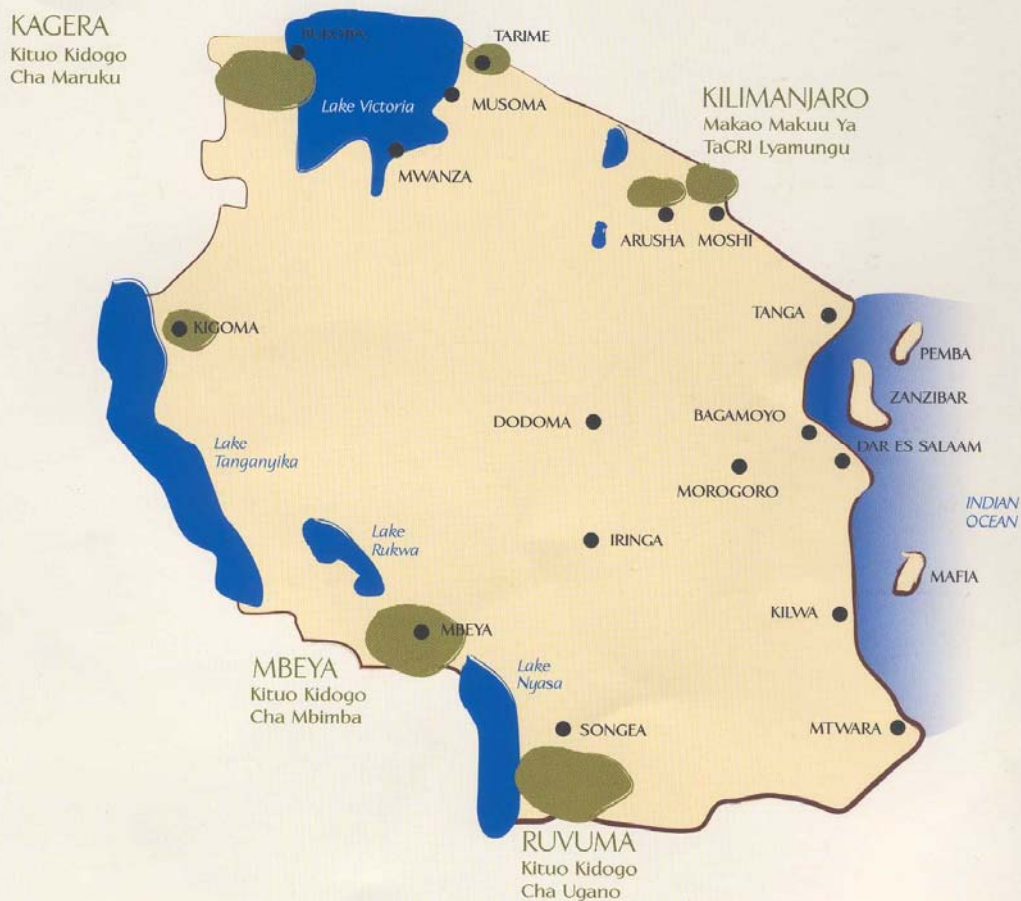 KAGERA
Kituo Kidogo
Cha Maruku
BUKOBA
TARIME
Lake Victoria
MUSOMA
MWANZA
KILIMANJARO
Makao Makuu Ya
TaCRI Lyamungu
ARUSHA
MOSHI
KIGOMA
TANGA
PEMBA
ZANZIBAR
DODOMA
BAGAMOYO
DAR ES SALAAM
Lake
Tanganyika
MOROGORO
INDIAN
OCEAN
Lake
Rukwa
IRINGA
MAFIA
KILWA
MBEYA
MBEYA
Kituo Kidogo
Cha Mbimba
Lake
Nyasa
SONGEA
MTWARA
RUVUMA
Kituo Kidogo
Cha Ugano